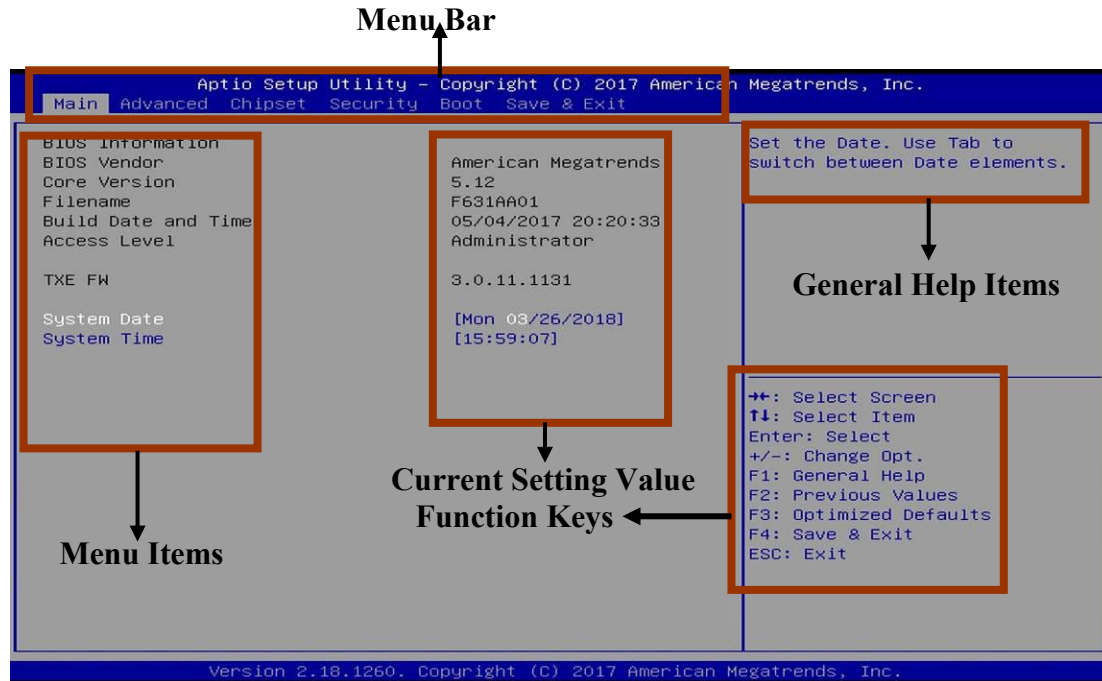 Menu Bar
Aptio Setup Utility – Copyright (C) 2017 American Megatrends, Inc.
Main Advanced Chipset Security Boot Save & Exit
BIOS Information
BIOS Vendor American Megatrends
Core Version 5.12
Filename F631AA01
Build Date and Time 05/04/2017 20:20:33
Access Level Administrator
TXE FW 3.0.11.1131
System Date [Mon 03/26/2018]
System Time [15:59:07]
Set the Date. Use Tab to
switch between Date elements.
General Help Items
→←: Select Screen
↑↓: Select Item
Enter: Select
+/-: Change Opt.
F1: General Help
F2: Previous Values
F3: Optimized Defaults
F4: Save & Exit
ESC: Exit
Current Setting Value
Function Keys
Menu Items
Version 2.18.1260. Copyright (C) 2017 American Megatrends, Inc.